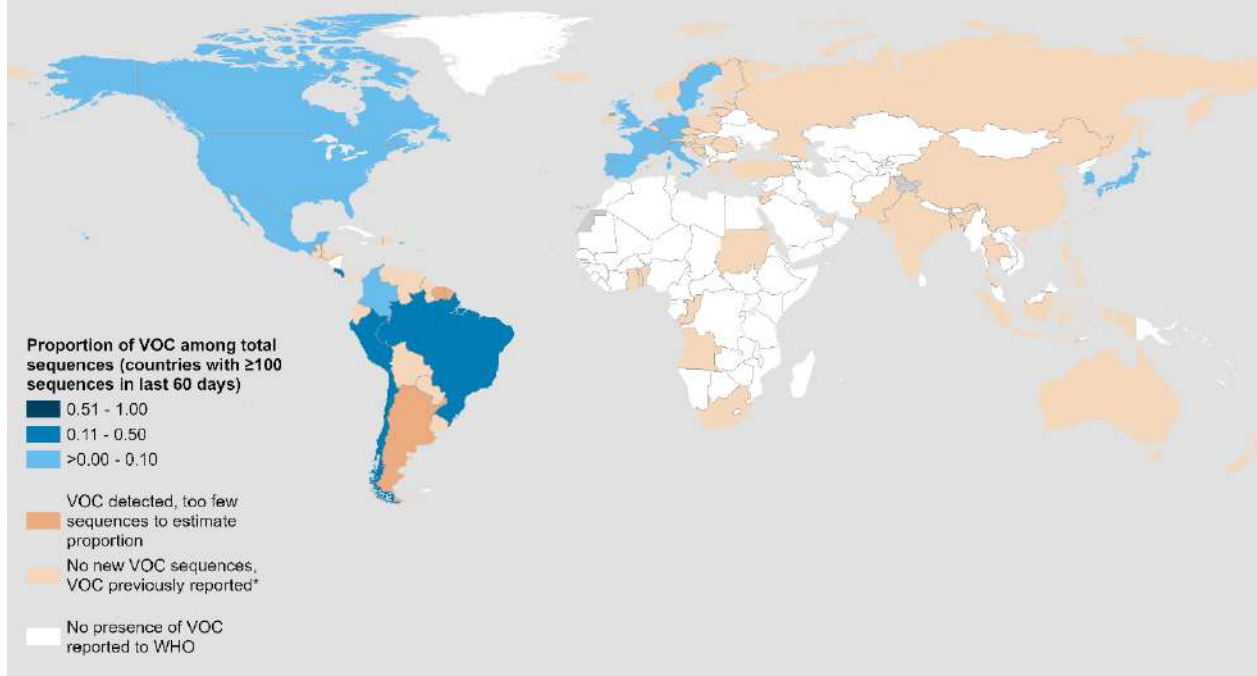 Proportion of VOC among total
sequences (countries with ≥100
sequences in last 60 days)
0.51 - 1.00
0.11 - 0.50
>0.00 - 0.10
VOC detected, too few
sequences to estimate
proportion
No new VOC sequences,
VOC previously reported*
No presence of VOC
reported to WHO